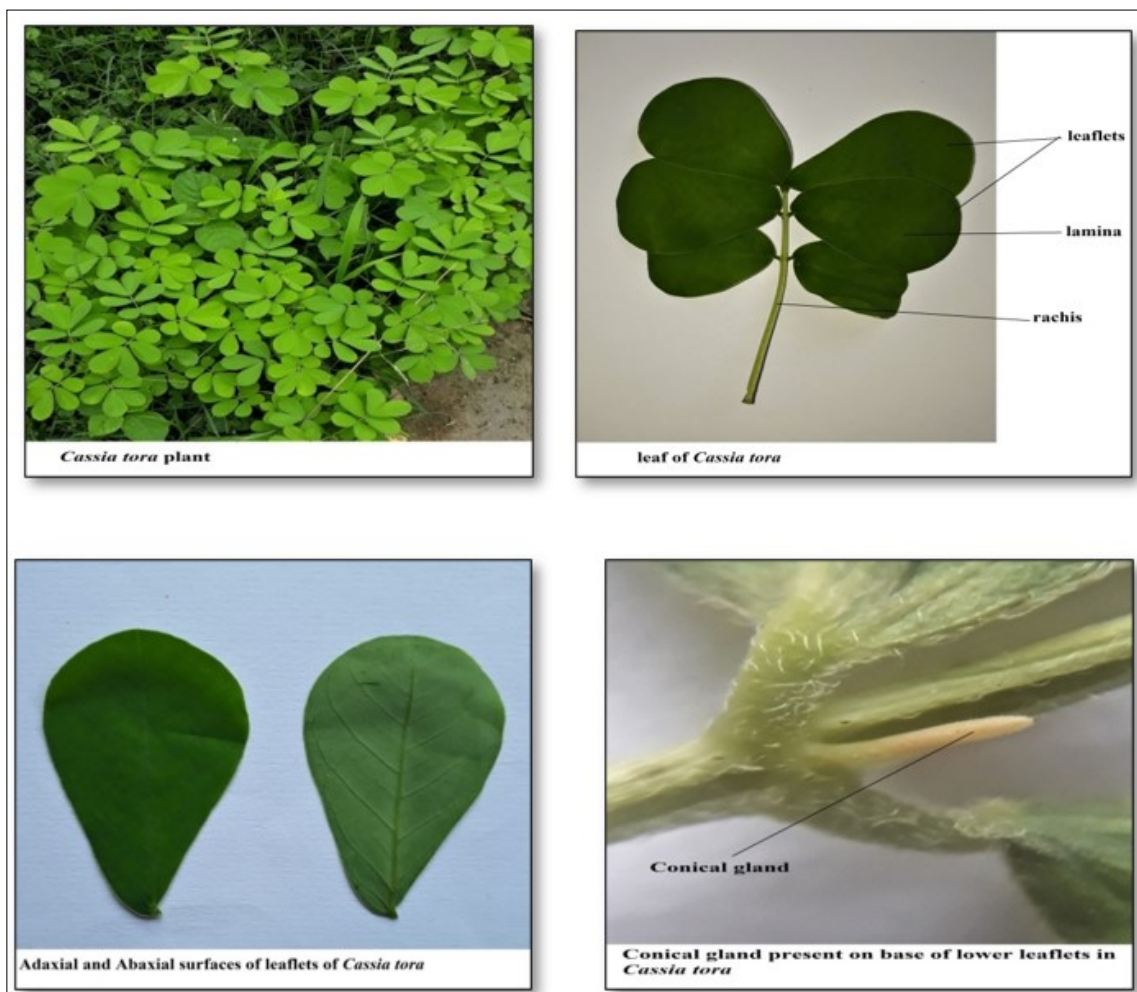 leaflets
lamina
rachis
Cassia tora plant
leaf of Cassia tora
Conical gland
Adaxial and Abaxial surfaces of leaflets of Cassia tora
Conical gland present on base of lower leaflets in
Cassia tora